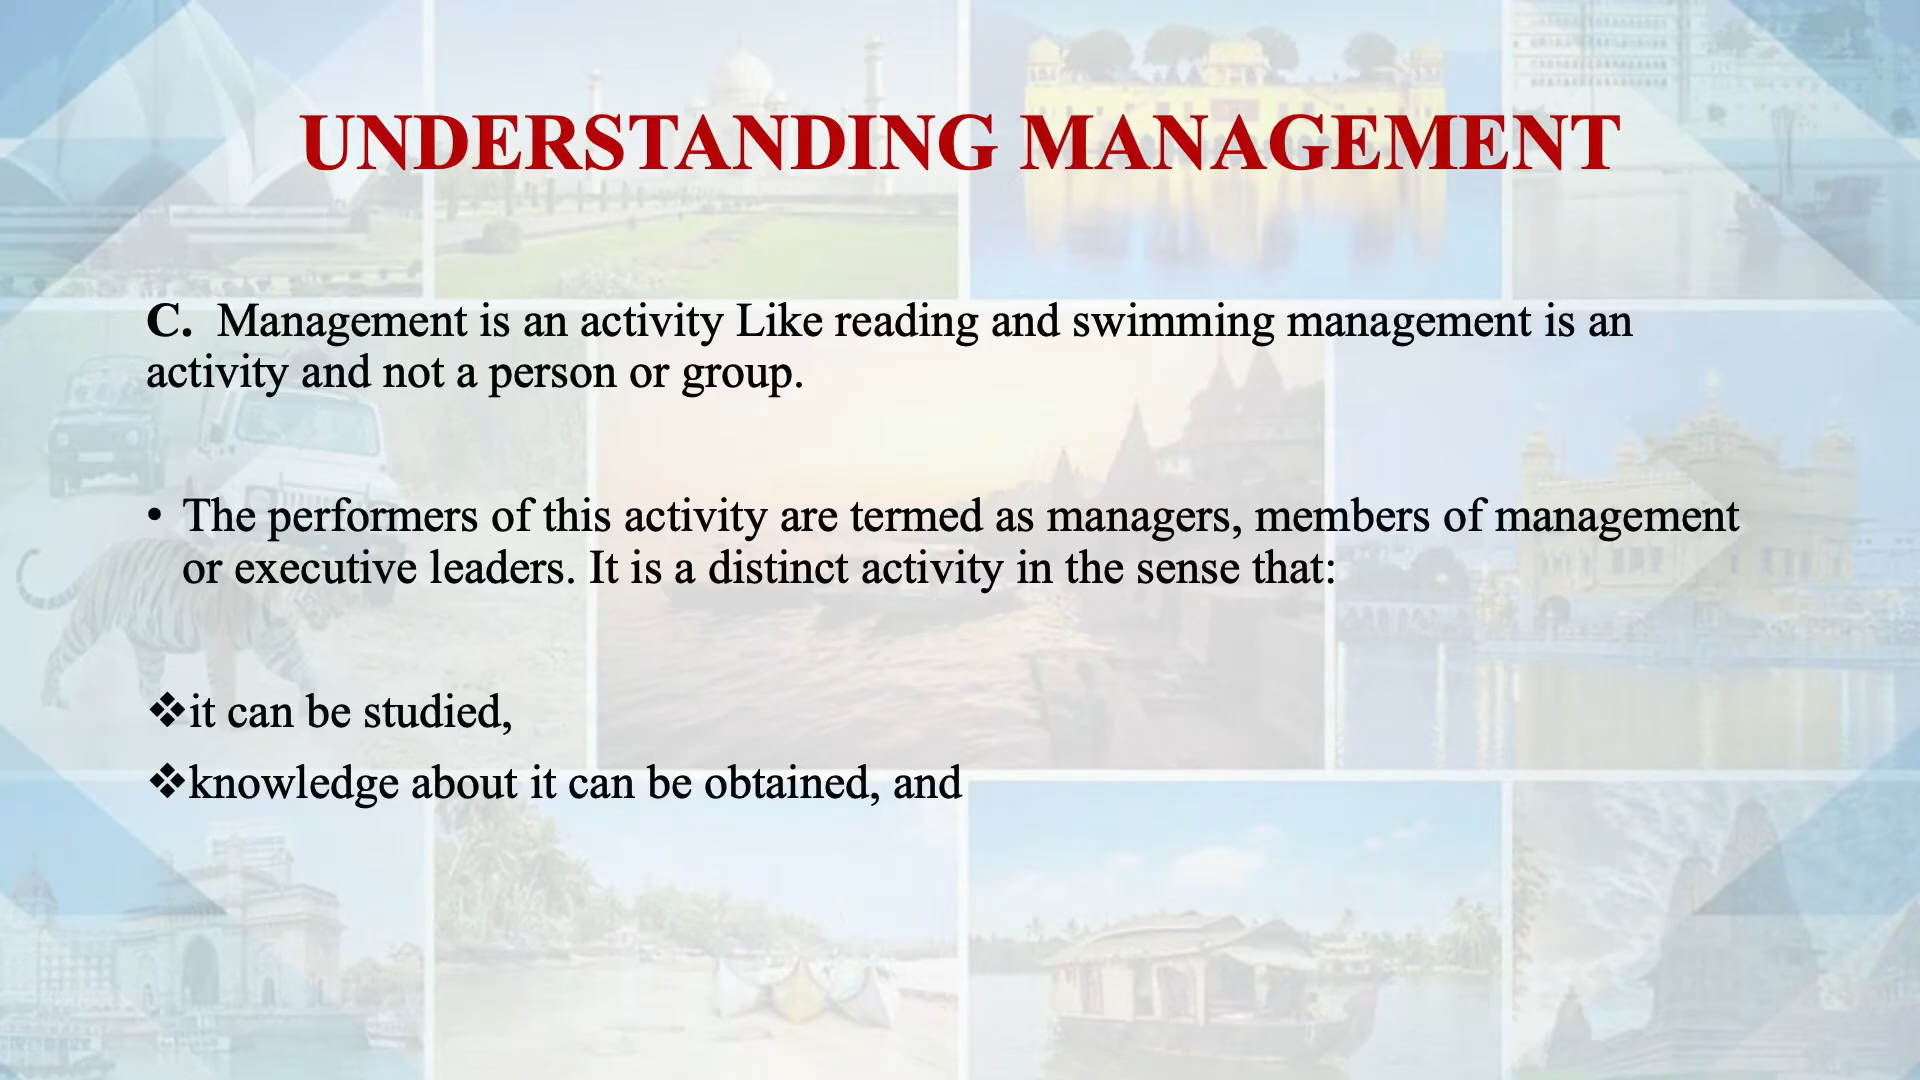 UNDERSTANDING MANAGEMENT
C. Management is an activity Like reading and swimming management is an
activity and not a person or group.
• The performers of this activity are termed as managers, members of management
or executive leaders. It is a distinct activity in the sense that:
❖it can be studied,
❖knowledge about it can be obtained, and